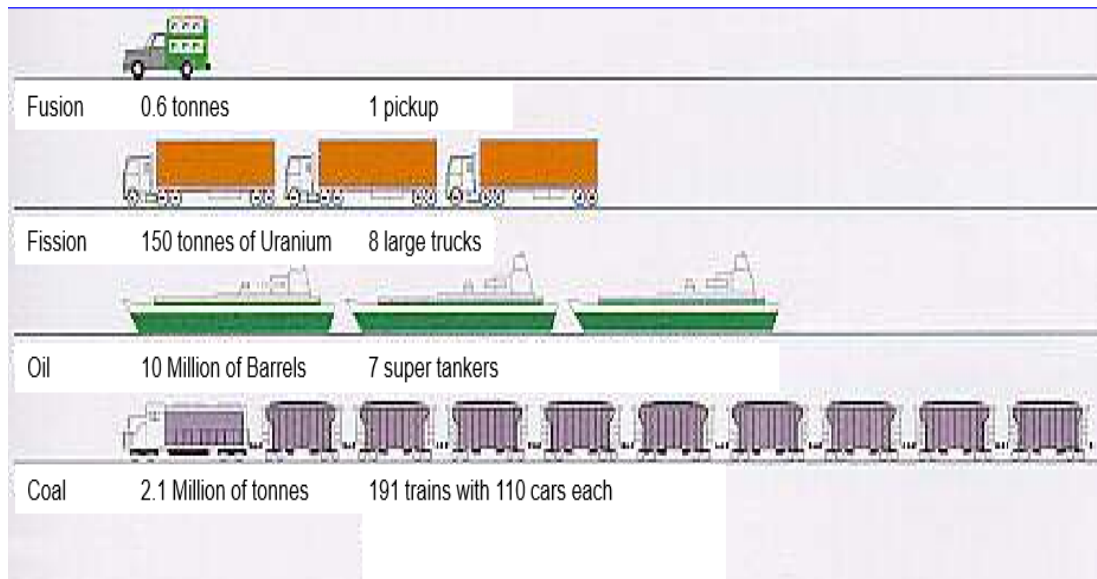 Fusion 0.6 tonnes 1 pickup
Fission 150 tonnes of Uranium 8 large trucks
Oil 10 Million of Barrels 7 super tankers
Coal 2.1 Million of tonnes 191 trains with 110 cars each